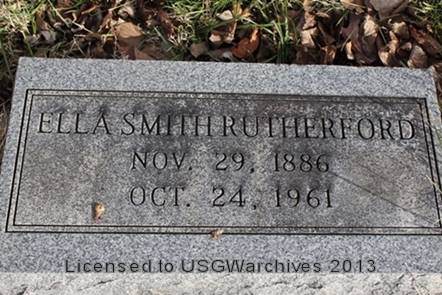 ELLA SMITH RUTHERFORD
NOV. 29, 1886
OCT. 24, 1961
Licensed to USGWarchives 2013.